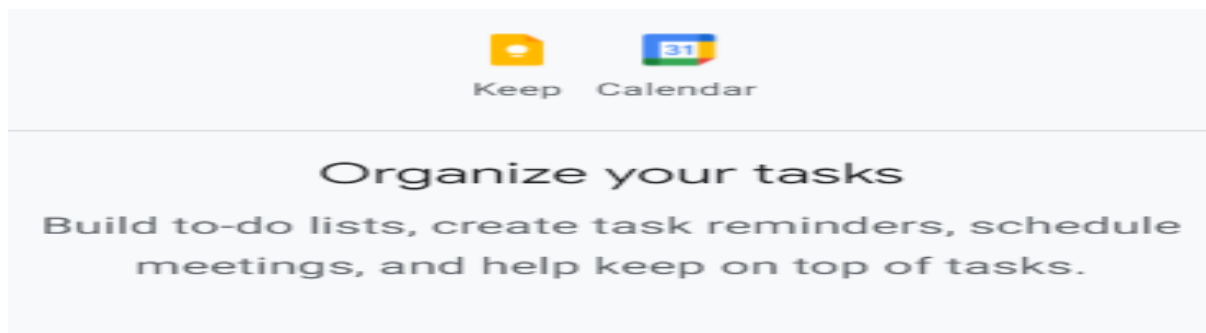 31
Keep Calendar
Organize your tasks
Build to-do lists, create task reminders, schedule
meetings, and help keep on top of tasks.